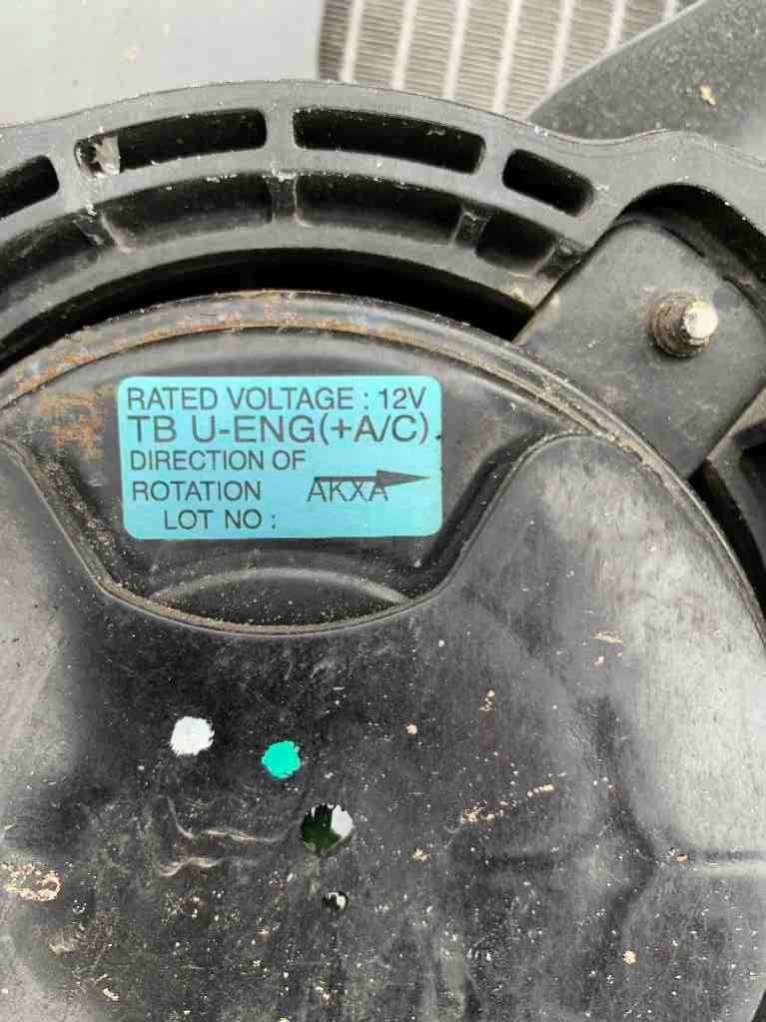 RATED VOLTAGE : 12V
TB U-ENG(+A/C)
DIRECTION OF
ROTATION AKXA
LOT NO :